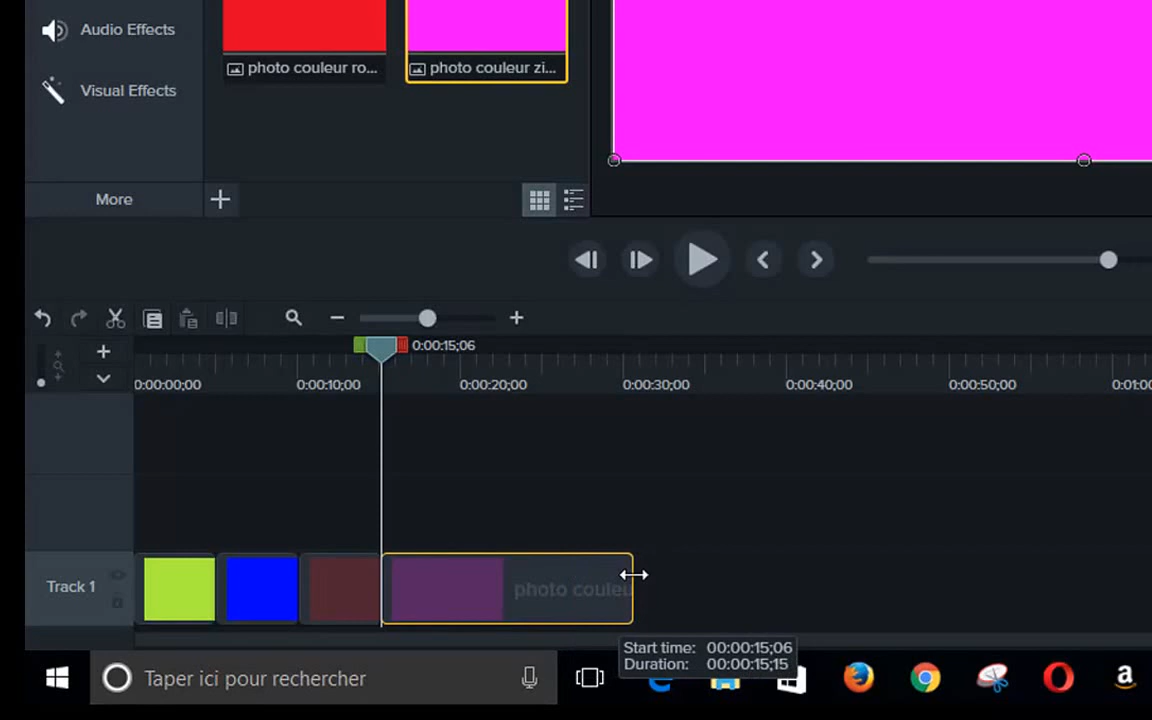 Audio Effects
photo couleur ro...
photo couleur zi...
Visual Effects
More
0:00:15;06
0:00:00;00
0:00:10;00
0:00:20;00
0:00:30;00
0:00:40;00
0:00:50;00
0:01:0
Track 1
photo couleu
Start time: 00:00:15;06
Duration: 00:00:15;15
Taper ici pour rechercher
a